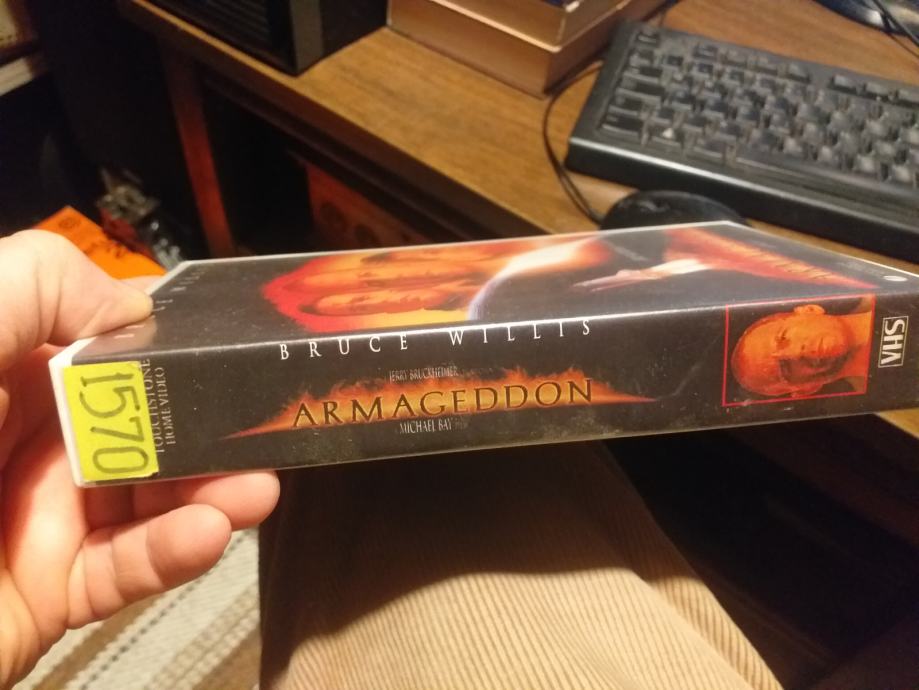 BRUCE WILLIS
JERRY BRUCKHEIMER
ARMAGEDDON
MICHAEL BAY
1570
TOUCHSTONE
HOME VIDEO
VHS